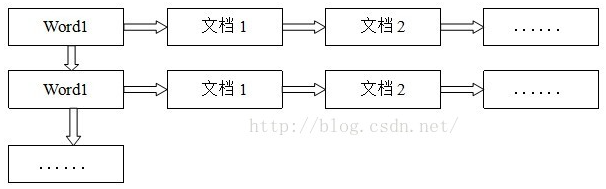 Word1 文档 1 文档 2 ......
Word1 文档 1 文档 2 ......
http://blog.csdn.net/
......